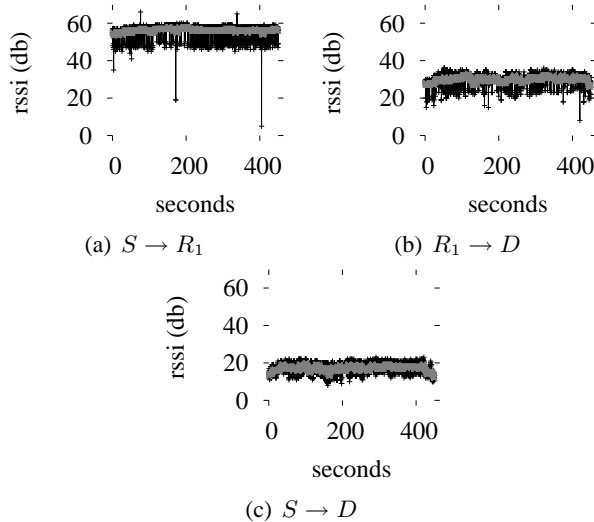 60
40
20
0
rssi (db)
0 200 400
seconds
(a) S → R₁
60
40
20
0
rssi (db)
0 200 400
seconds
(b) R₁ → D
60
40
20
0
rssi (db)
0 200 400
seconds
(c) S → D